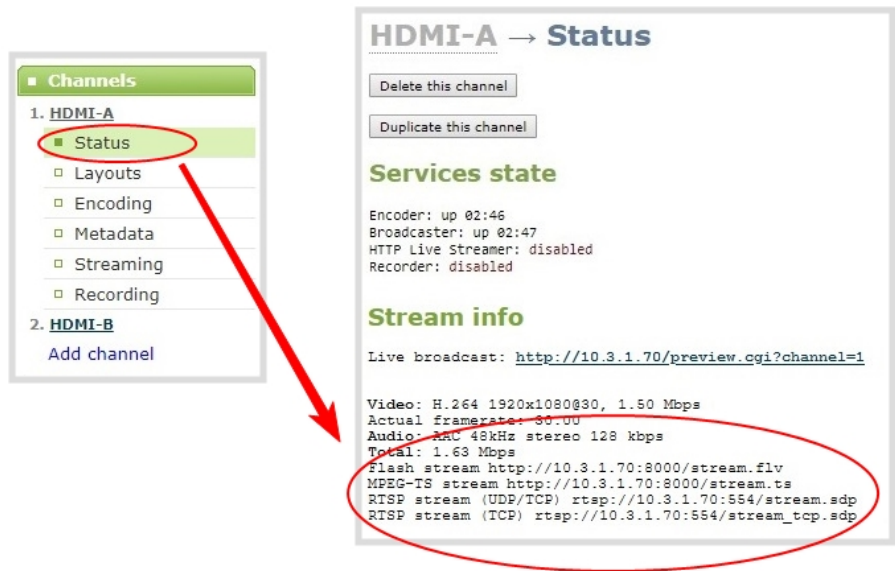 Channels
1. HDMI-A
Status
Layouts
Encoding
Metadata
Streaming
Recording
2. HDMI-B
Add channel
HDMI-A → Status
Delete this channel
Duplicate this channel
Services state
Encoder: up 02:46
Broadcaster: up 02:47
HTTP Live Streamer: disabled
Recorder: disabled
Stream info
Live broadcast: http://10.3.1.70/preview.cgi?channel=1
Video: H.264 1920x1080@30, 1.50 Mbps
Actual framerate: 30.00
Audio: AAC 48kHz stereo 128 kbps
Total: 1.63 Mbps
Flash stream http://10.3.1.70:8000/stream.flv
MPEG-TS stream http://10.3.1.70:8000/stream.ts
RTSP stream (UDP/TCP) rtsp://10.3.1.70:554/stream.sdp
RTSP stream (TCP) rtsp://10.3.1.70:554/stream_tcp.sdp